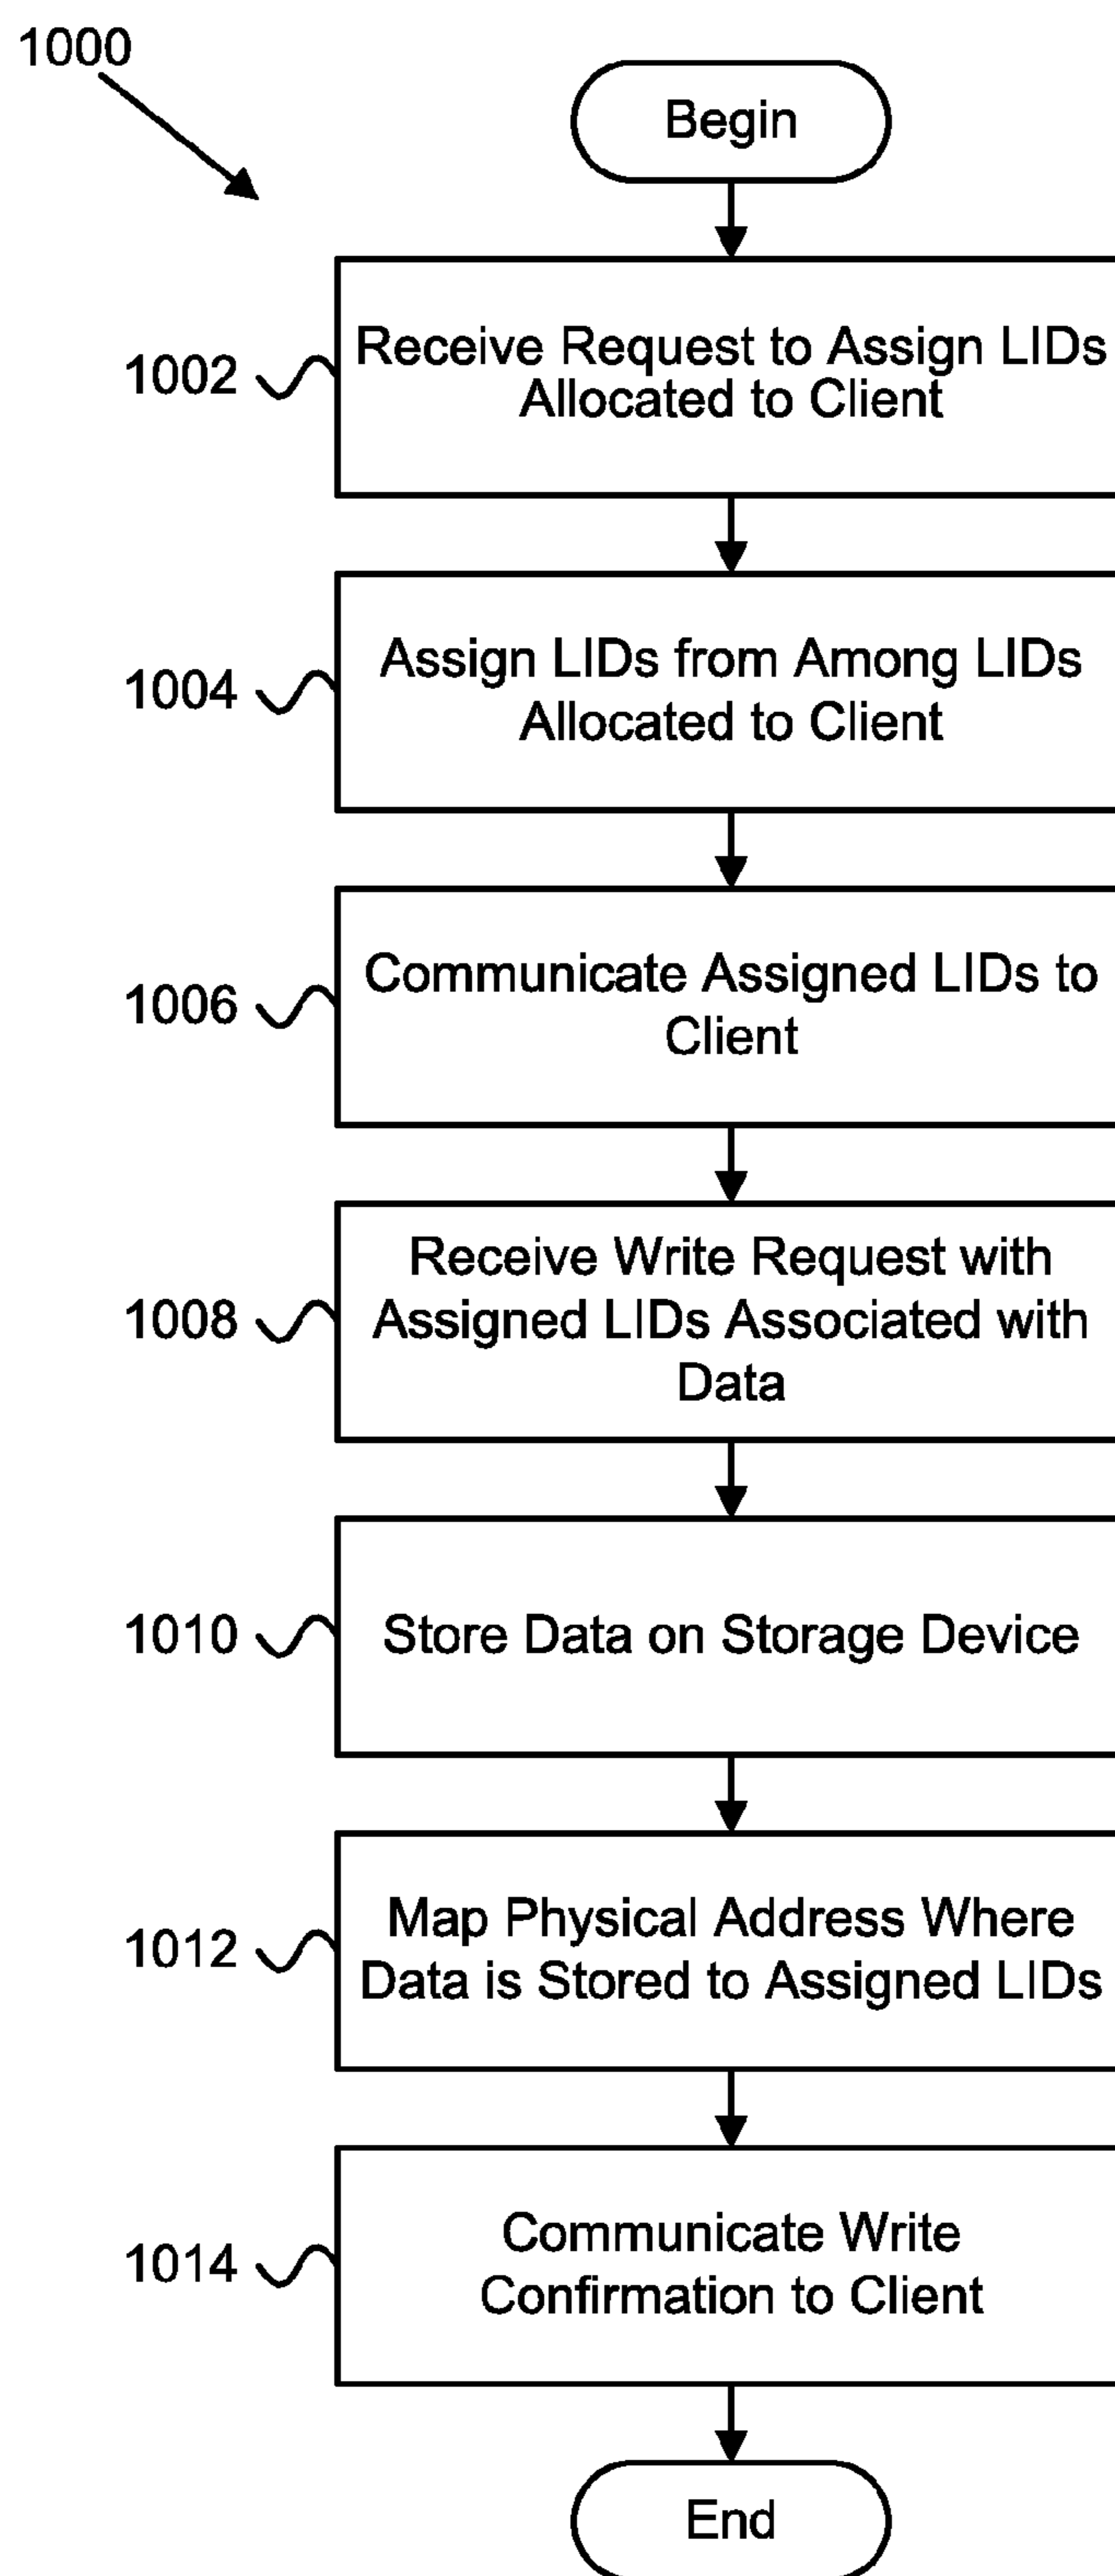 1000
Begin
1002
Receive Request to Assign LIDs
Allocated to Client
1004
Assign LIDs from Among LIDs
Allocated to Client
1006
Communicate Assigned LIDs to
Client
1008
Receive Write Request with
Assigned LIDs Associated with
Data
1010
Store Data on Storage Device
1012
Map Physical Address Where
Data is Stored to Assigned LIDs
1014
Communicate Write
Confirmation to Client
End